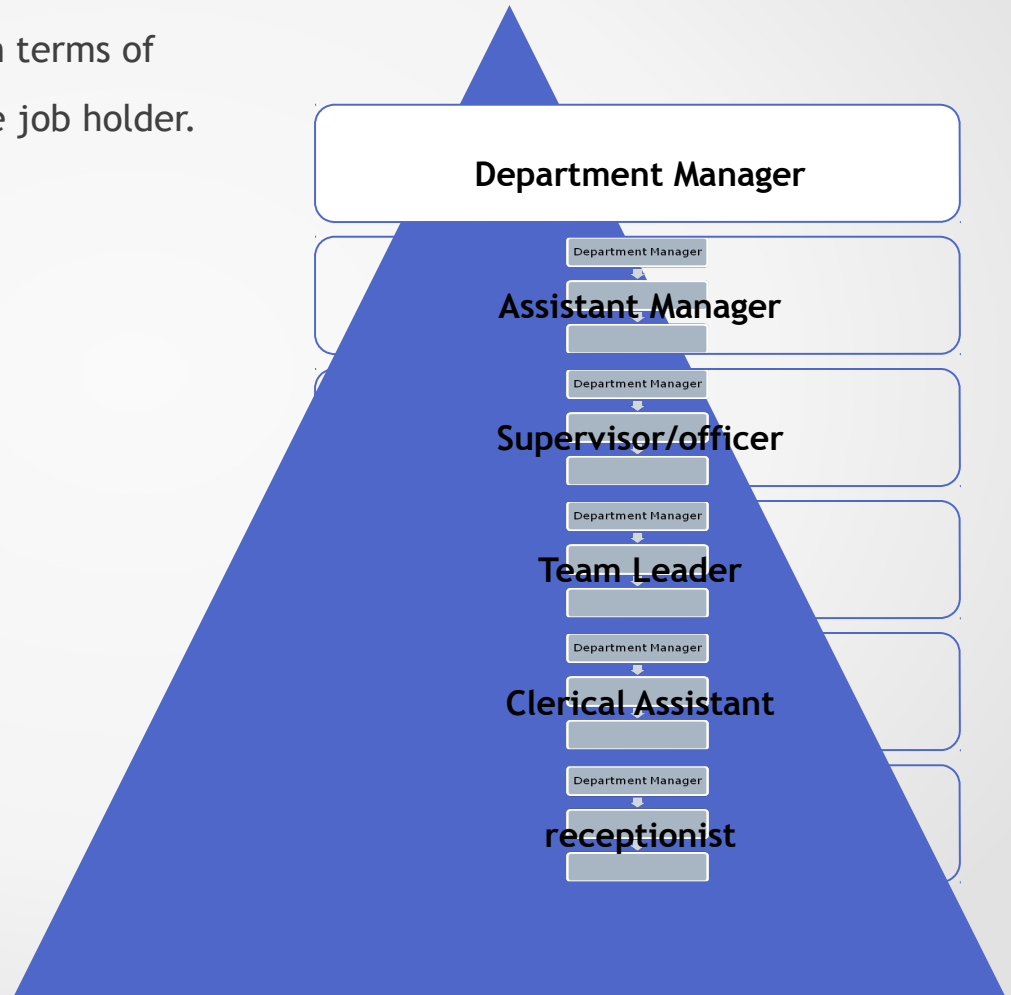 n terms of
e job holder.
Department Manager
Department Manager
Assistant Manager
Department Manager
Supervisor/officer
Department Manager
Team Leader
Department Manager
Clerical Assistant
Department Manager
receptionist